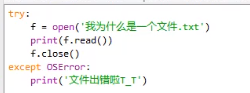 try:
    f = open('我为什么是一个文件.txt')
    print(f.read())
    f.close()
except OSError:
    print('文件出错啦T_T')